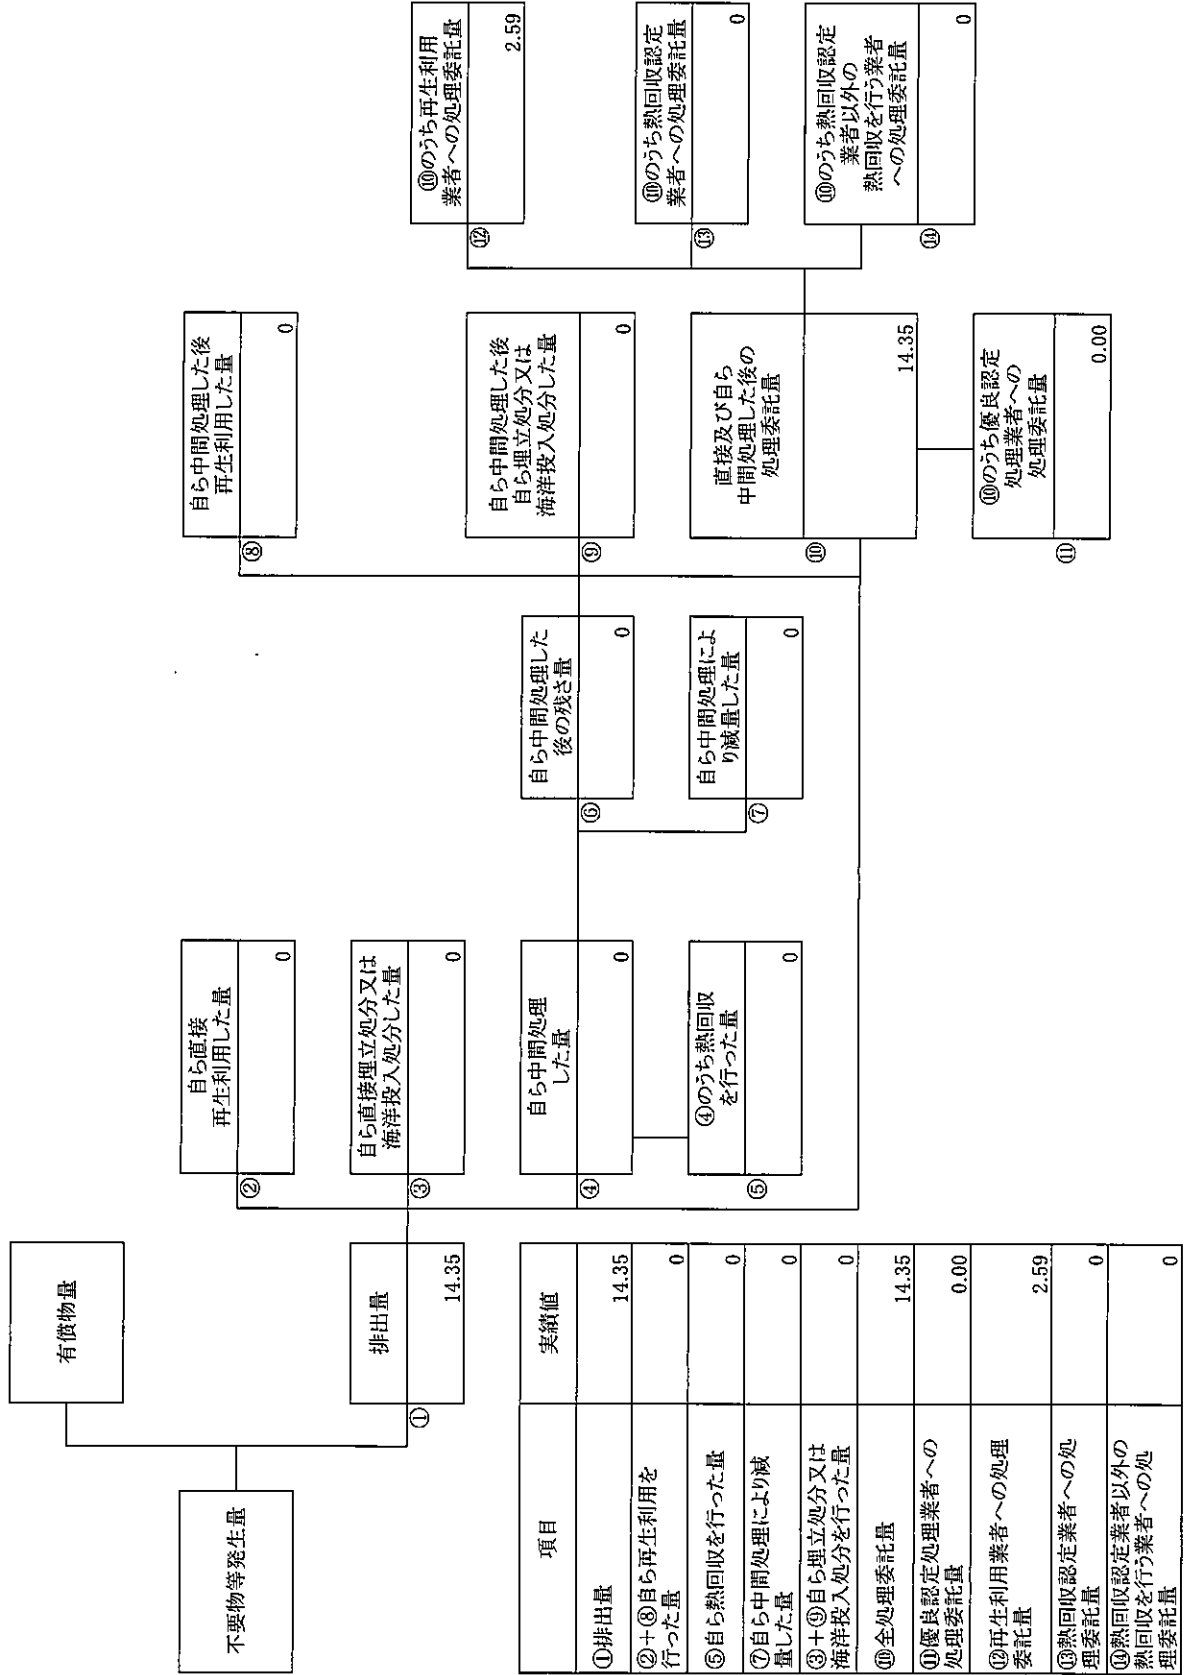 不要物等発生量
有償物量
排出量
① 14.35
自ら直接
再生利用した量
② 0
自ら直接埋立処分又は
海洋投入処分した量
③ 0
自ら中間処理
した量
④ 0
④のうち熱回収
を行った量
⑤ 0
自ら中間処理した
後の残さ量
⑥ 0
自ら中間処理によ
り減量した量
⑦ 0
自ら中間処理した後
再生利用した量
⑧ 0
自ら中間処理した後
自ら埋立処分又は
海洋投入処分した量
⑨ 0
直接及び自ら
中間処理した後の
処理委託量
⑩ 14.35
⑩のうち優良認定
処理業者への
処理委託量
⑪ 0.00
⑩のうち再生利用
業者への処理委託量
⑫ 2.59
⑩のうち熱回収認定
業者への処理委託量
⑬ 0
⑩のうち熱回収認定
業者以外の
熱回収を行う業者
への処理委託量
⑭ 0
項目 実績値
①排出量 14.35
②+⑧自ら再生利用を
行った量 0
⑤自ら熱回収を行った量 0
⑦自ら中間処理により減
量した量 0
③+⑨自ら埋立処分又は
海洋投入処分を行った量 0
⑩全処理委託量 14.35
⑪優良認定処理業者への
処理委託量 0.00
⑫再生利用業者への処理
委託量 2.59
⑬熱回収認定業者への処
理委託量 0
⑭熱回収認定業者以外の
熱回収を行う業者への処
理委託量 0